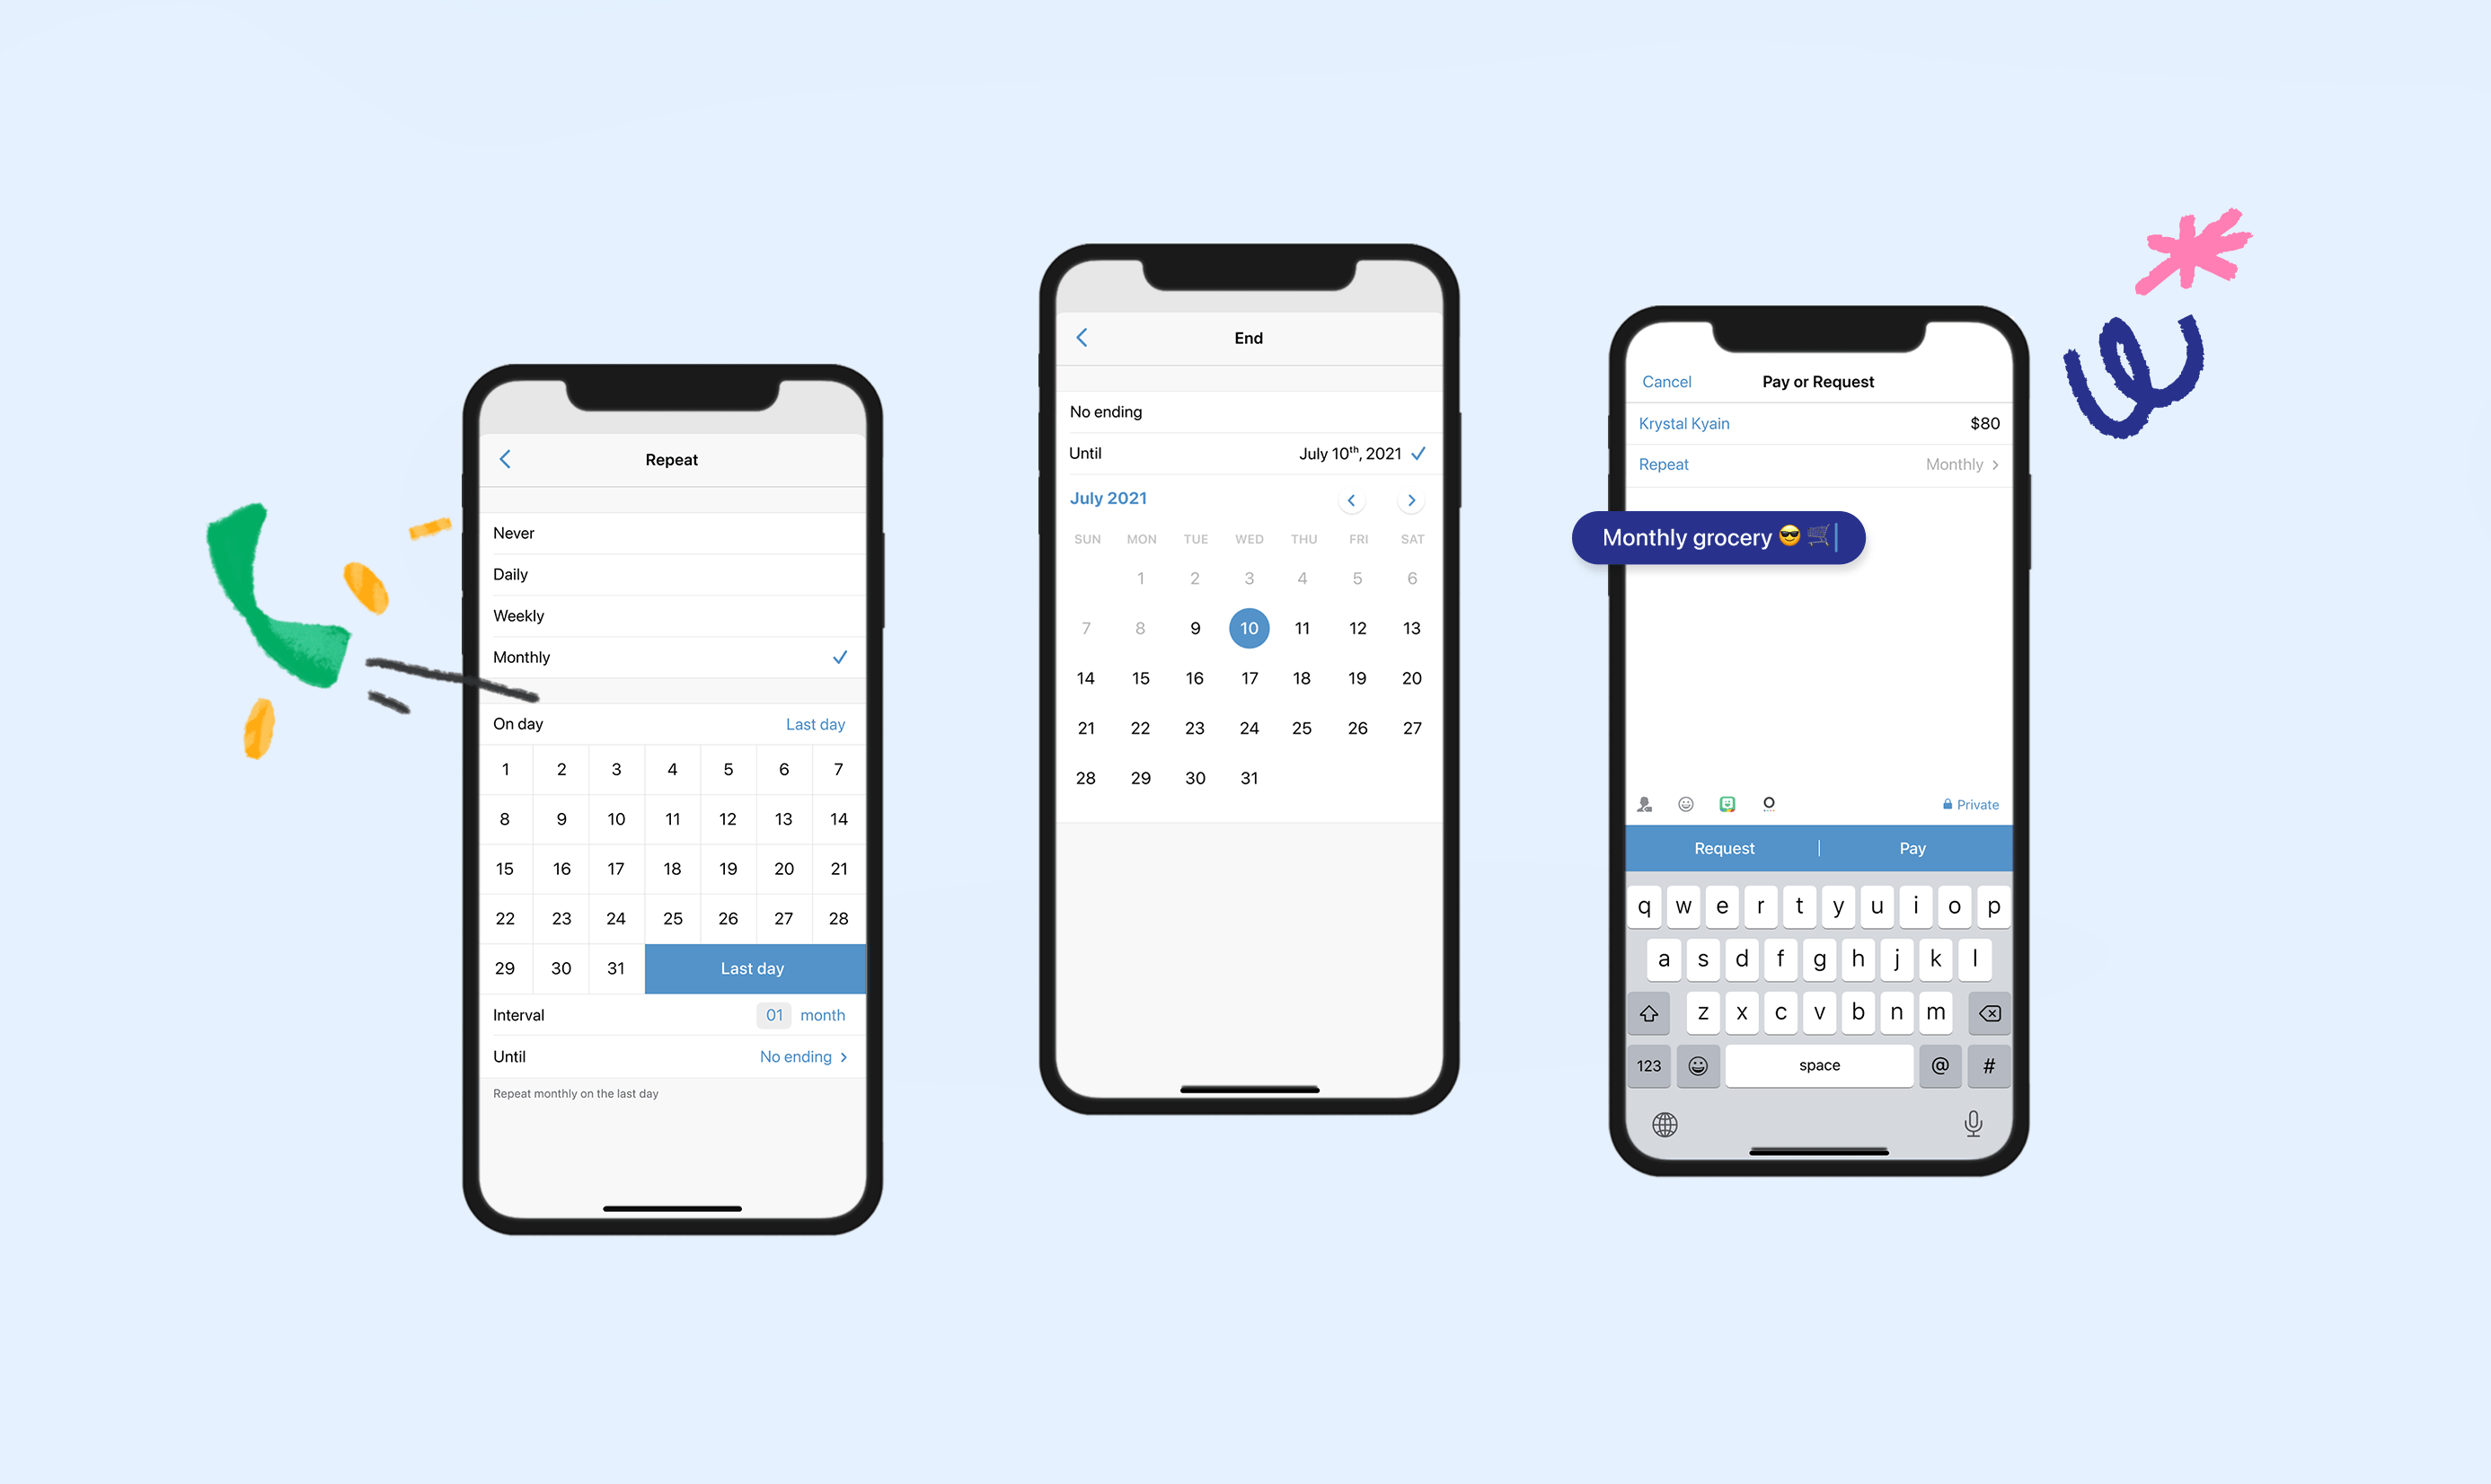 Repeat
Never
Daily
Weekly
Monthly
On day Last day
1 2 3 4 5 6 7
8 9 10 11 12 13 14
15 16 17 18 19 20 21
22 23 24 25 26 27 28
29 30 31 Last day
Interval 01 month
Until No ending
Repeat monthly on the last day
End
No ending
Until July 10th, 2021
July 2021
SUN MON TUE WED THU FRI SAT
1 2 3 4 5 6
7 8 9 10 11 12 13
14 15 16 17 18 19 20
21 22 23 24 25 26 27
28 29 30 31
Cancel Pay or Request
Krystal Kyain $80
Repeat Monthly
Monthly grocery 😎 🛒
Private
Request Pay
q w e r t y u i o p
a s d f g h j k l
z x c v b n m
123 space @ #